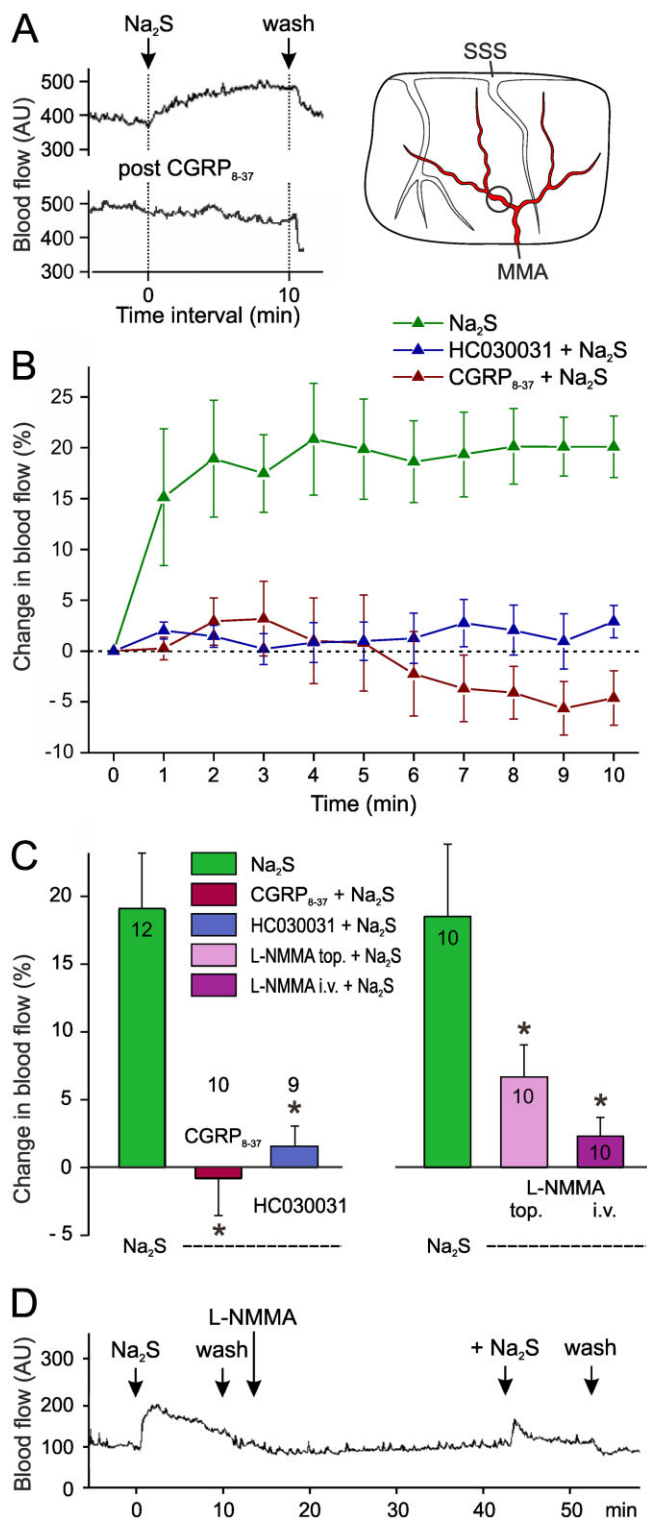 A
Na₂S wash
Blood flow (AU)
500
400
300
post CGRP₈₋₃₇
500
400
300
0 10
Time interval (min)
SSS
MMA
B
Na₂S
HC030031 + Na₂S
CGRP₈₋₃₇ + Na₂S
Change in blood flow (%)
25
20
15
10
5
0
- 5
-10
0 1 2 3 4 5 6 7 8 9 10
Time (min)
C
Change in blood flow (%)
20
15
10
5
0
- 5
Na₂S
CGRP₈₋₃₇ + Na₂S
HC030031 + Na₂S
L-NMMA top. + Na₂S
L-NMMA i.v. + Na₂S
12
10 9
*
CGRP₈₋₃₇
HC030031
*
Na₂S
10
*
10
*
10
L-NMMA
top. i.v.
Na₂S
D
Blood flow (AU)
L-NMMA
Na₂S wash + Na₂S wash
300
200
100
0
0 10 20 30 40 50 min